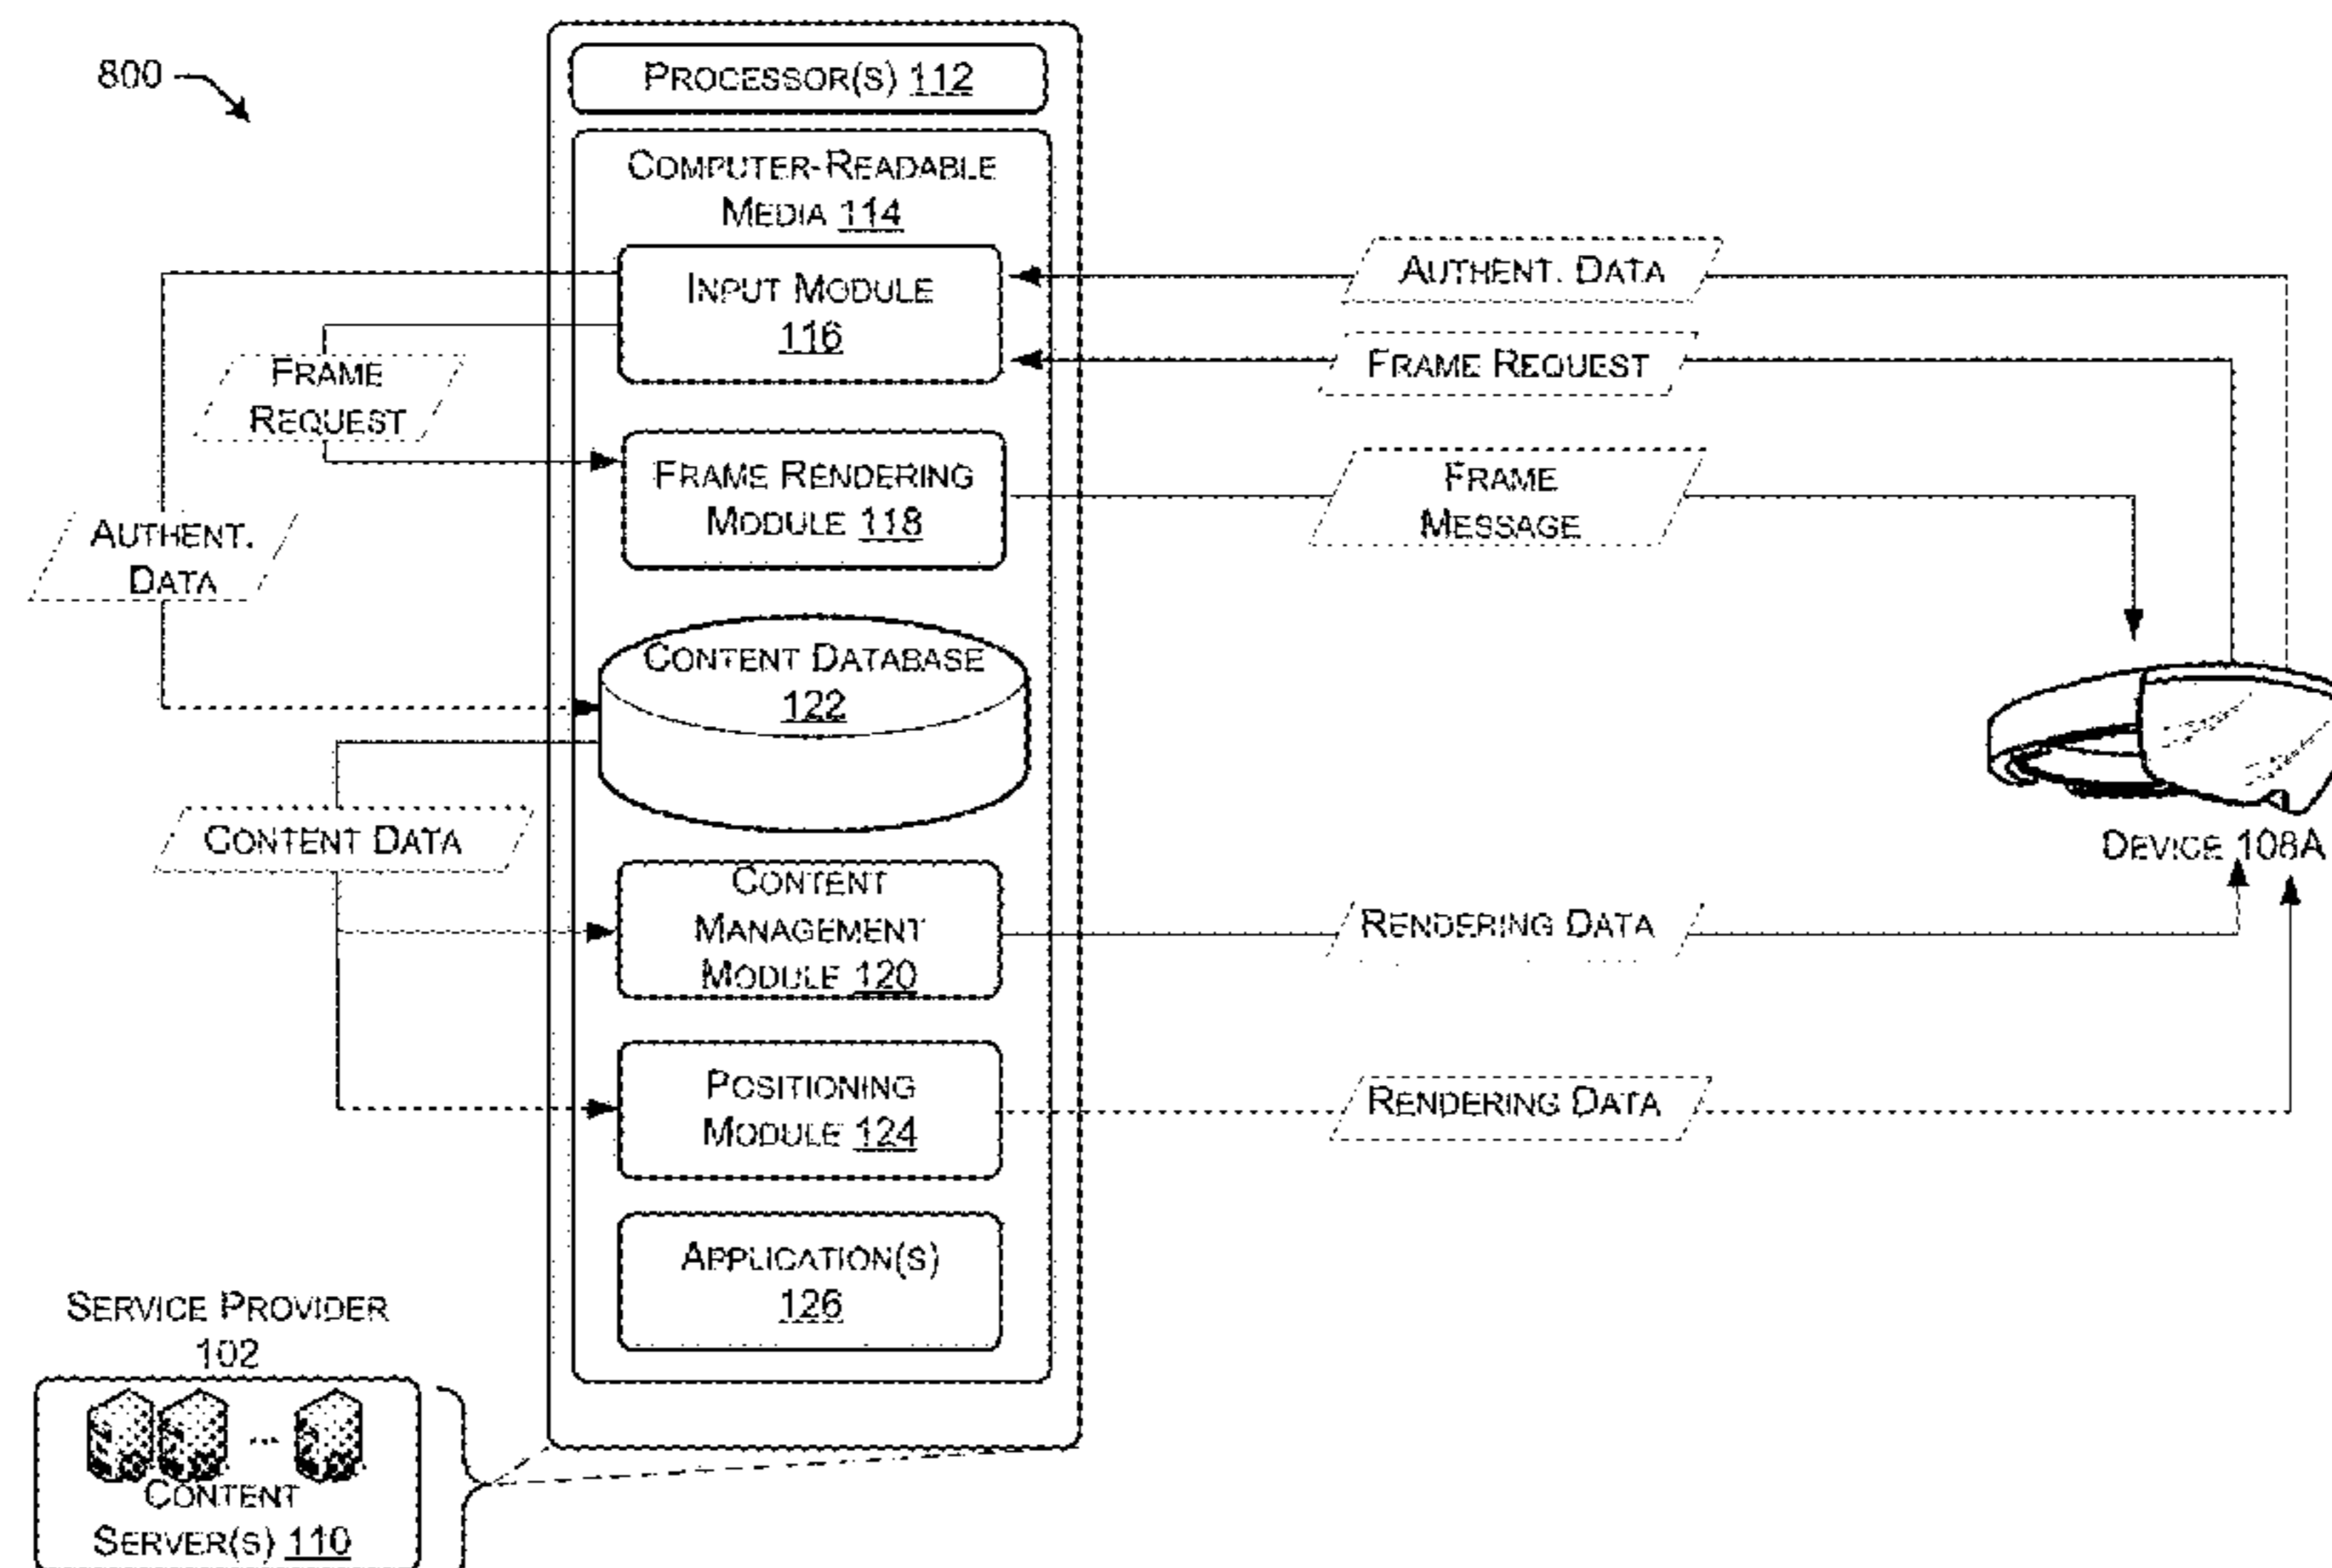 800
PROCESSOR(S) 112
COMPUTER-READABLE
MEDIA 114
INPUT MODULE
116
AUTHENT. DATA
FRAME REQUEST
FRAME
REQUEST
FRAME RENDERING
MODULE 118
FRAME
MESSAGE
AUTHENT.
DATA
CONTENT DATABASE
122
CONTENT DATA
DEVICE 108A
CONTENT
MANAGEMENT
MODULE 120
RENDERING DATA
POSITIONING
MODULE 124
RENDERING DATA
APPLICATION(S)
126
SERVICE PROVIDER
102
...
CONTENT
SERVER(S) 110